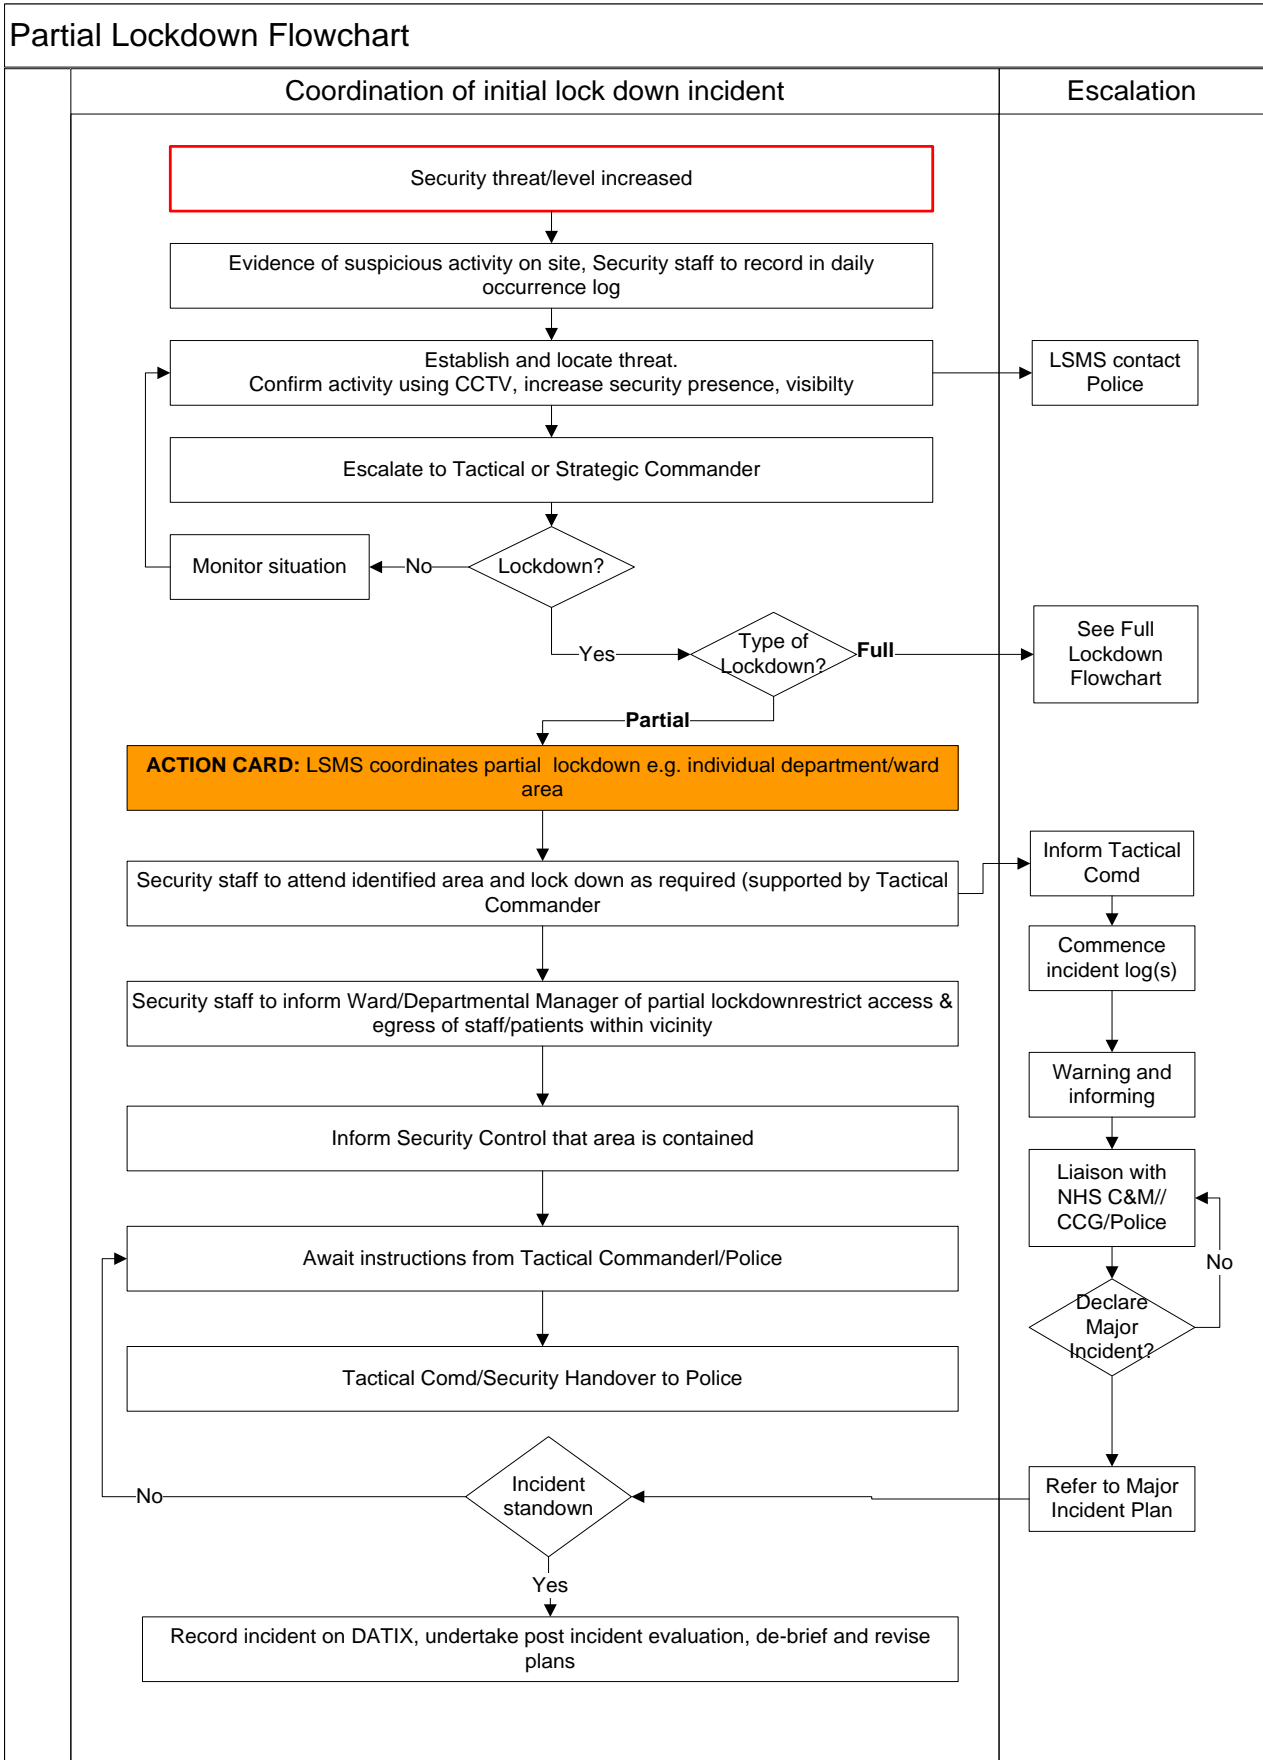 Partial Lockdown Flowchart
Coordination of initial lock down incident
Escalation
Security threat/level increased
Evidence of suspicious activity on site, Security staff to record in daily
occurrence log
Establish and locate threat.
Confirm activity using CCTV, increase security presence, visibilty
LSMS contact
Police
Escalate to Tactical or Strategic Commander
Monitor situation
No
Lockdown?
Yes
Type of
Lockdown?
Full
See Full
Lockdown
Flowchart
Partial
ACTION CARD: LSMS coordinates partial  lockdown e.g. individual department/ward
area
Security staff to attend identified area and lock down as required (supported by Tactical
Commander
Inform Tactical
Comd
Commence
incident log(s)
Security staff to inform Ward/Departmental Manager of partial lockdownrestrict access &
egress of staff/patients within vicinity
Warning and
informing
Inform Security Control that area is contained
Liaison with
NHS C&M//
CCG/Police
Await instructions from Tactical Commanderl/Police
No
Declare
Major
Incident?
Tactical Comd/Security Handover to Police
Incident
standown
No
Refer to Major
Incident Plan
Yes
Record incident on DATIX, undertake post incident evaluation, de-brief and revise
plans